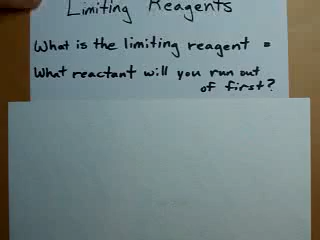 Limiting Reagents
What is the limiting reagent =
What reactant will you run out
of first?